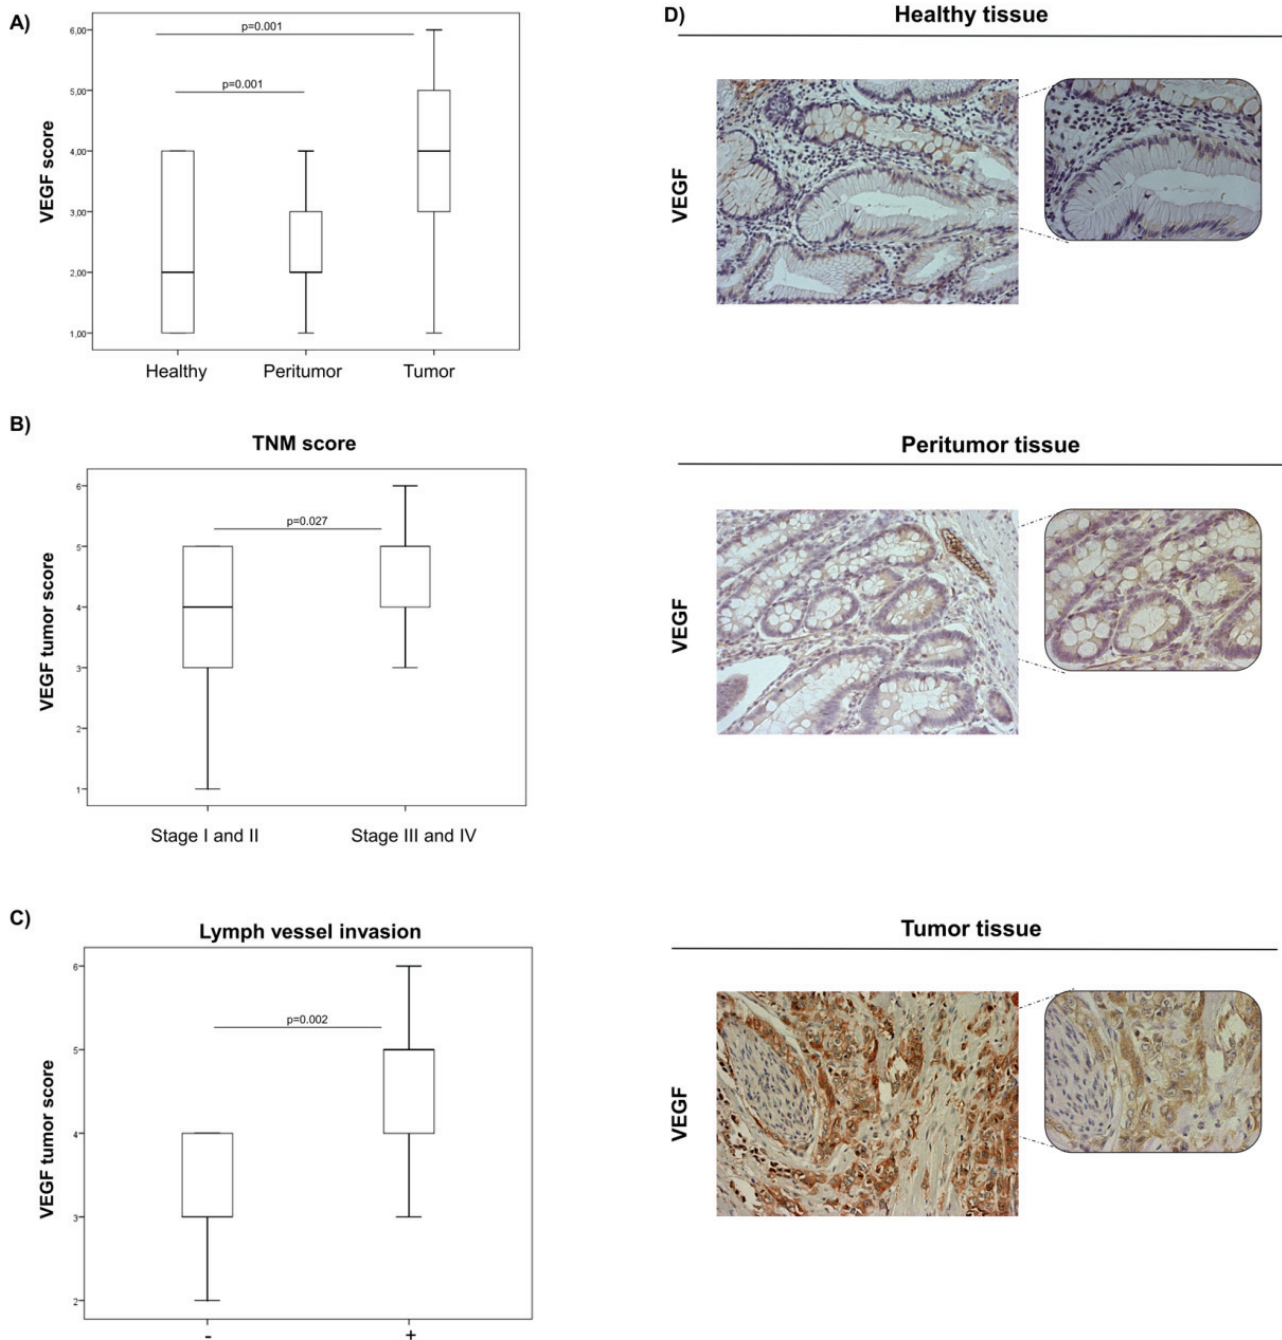 A)
p=0.001
p=0.001
VEGF score
6,00
5,00
4,00
3,00
2,00
1,00
Healthy Peritumor Tumor
B)
TNM score
p=0.027
VEGF tumor score
6
5
4
3
2
1
Stage I and II Stage III and IV
C)
Lymph vessel invasion
p=0.002
VEGF tumor score
6
5
4
3
2
- +
D)
Healthy tissue
VEGF
Peritumor tissue
VEGF
Tumor tissue
VEGF